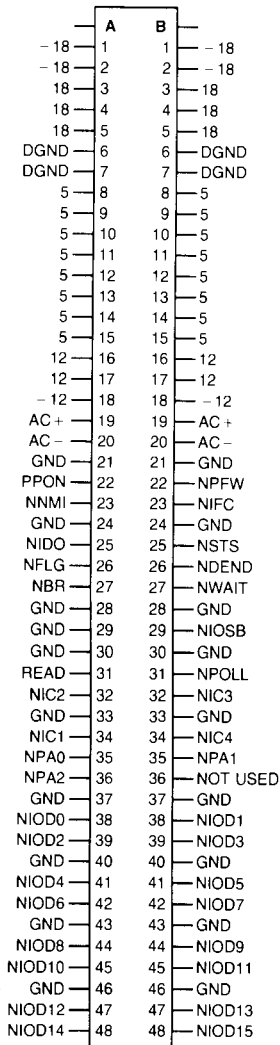 A B
− 18 1 1 − 18
− 18 2 2 − 18
18 3 3 18
18 4 4 18
18 5 5 18
DGND 6 6 DGND
DGND 7 7 DGND
5 8 8 5
5 9 9 5
5 10 10 5
5 11 11 5
5 12 12 5
5 13 13 5
5 14 14 5
5 15 15 5
12 16 16 12
12 17 17 12
− 12 18 18 − 12
AC + 19 19 AC +
AC − 20 20 AC −
GND 21 21 GND
PPON 22 22 NPFW
NNMI 23 23 NIFC
GND 24 24 GND
NIDO 25 25 NSTS
NFLG 26 26 NDEND
NBR 27 27 NWAIT
GND 28 28 GND
GND 29 29 NIOSB
GND 30 30 GND
READ 31 31 NPOLL
NIC2 32 32 NIC3
GND 33 33 GND
NIC1 34 34 NIC4
NPA0 35 35 NPA1
NPA2 36 36 NOT USED
GND 37 37 GND
NIOD0 38 38 NIOD1
NIOD2 39 39 NIOD3
GND 40 40 GND
NIOD4 41 41 NIOD5
NIOD6 42 42 NIOD7
GND 43 43 GND
NIOD8 44 44 NIOD9
NIOD10 45 45 NIOD11
GND 46 46 GND
NIOD12 47 47 NIOD13
NIOD14 48 48 NIOD15